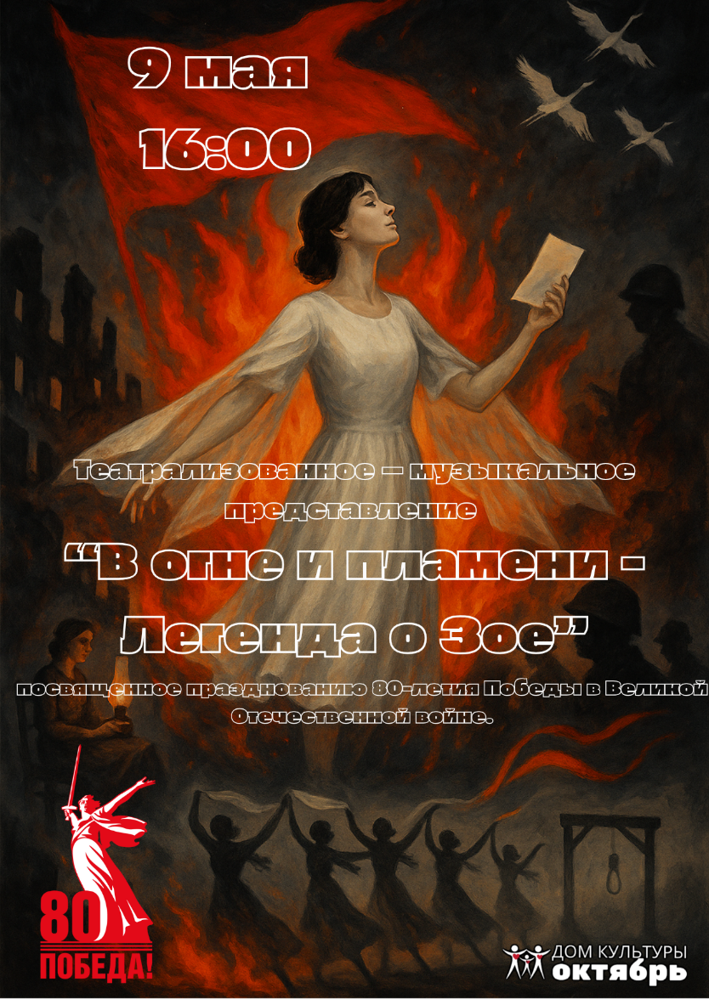 9 мая
16:00
Театрализованное – музыкальное
представление
“В огне и пламени -
Легенда о Зое”
посвященное празднованию 80-летия Победы в Великой
Отечественной войне.
80
ПОБЕДА!
ДОМ КУЛЬТУРЫ
октябрь